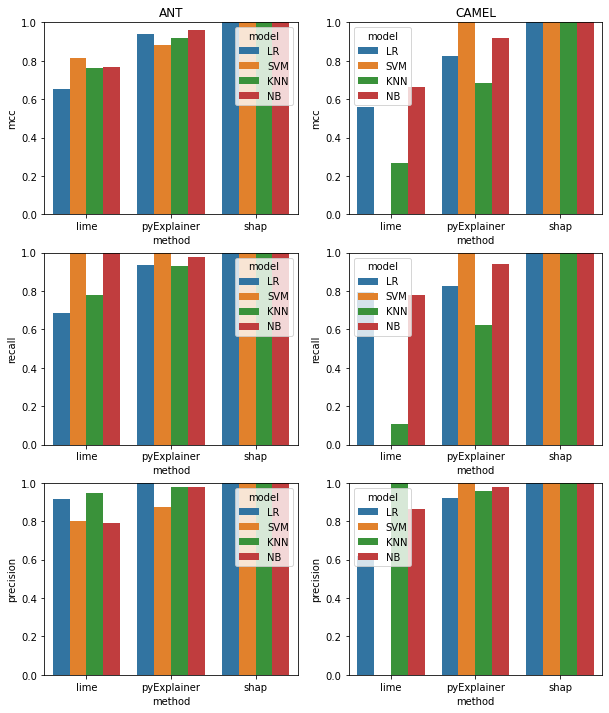 ANT
mcc
1.0
0.8
0.6
0.4
0.2
0.0
model
LR
SVM
KNN
NB
lime pyExplainer shap
method
CAMEL
mcc
1.0
0.8
0.6
0.4
0.2
0.0
model
LR
SVM
KNN
NB
lime pyExplainer shap
method
recall
1.0
0.8
0.6
0.4
0.2
0.0
model
LR
SVM
KNN
NB
lime pyExplainer shap
method
recall
1.0
0.8
0.6
0.4
0.2
0.0
model
LR
SVM
KNN
NB
lime pyExplainer shap
method
precision
1.0
0.8
0.6
0.4
0.2
0.0
model
LR
SVM
KNN
NB
lime pyExplainer shap
method
precision
1.0
0.8
0.6
0.4
0.2
0.0
model
LR
SVM
KNN
NB
lime pyExplainer shap
method